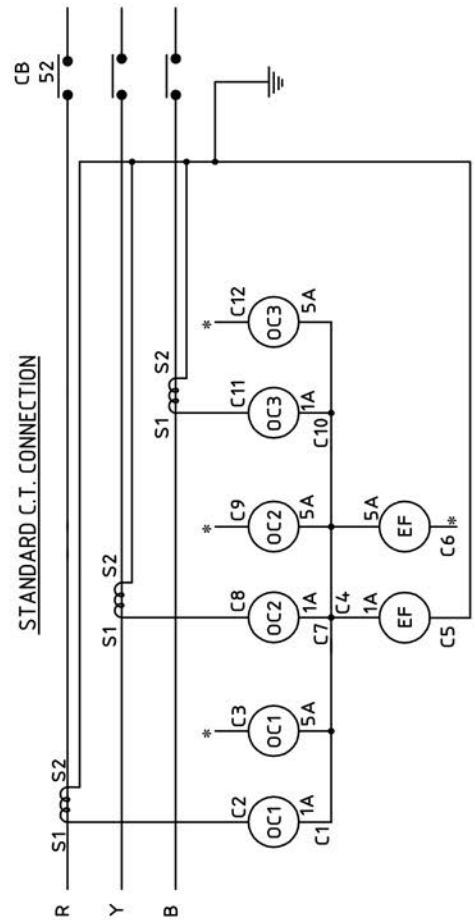 STANDARD C.T. CONNECTION
CB
52
R
S1 S2
Y
S1 S2
B
S1 S2
* * *
C2 C3 C8 C9 C11 C12
OC1 OC1 OC2 OC2 OC3 OC3
1A 5A 1A 5A 1A 5A
C1 C7 C4 C10
1A 5A
EF EF
C5 C6 *